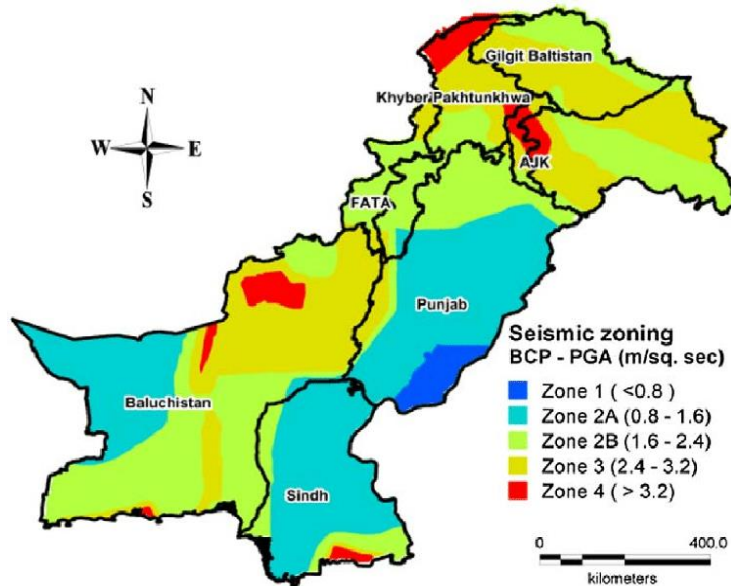 N
W E
S
Gilgit Baltistan
Khyber Pakhtunkhwa
AJK
FATA
Punjab
Baluchistan
Sindh
Seismic zoning
BCP - PGA (m/sq. sec)
Zone 1 ( <0.8 )
Zone 2A (0.8 - 1.6)
Zone 2B (1.6 - 2.4)
Zone 3 (2.4 - 3.2)
Zone 4 ( > 3.2)
0 400.0
kilometers